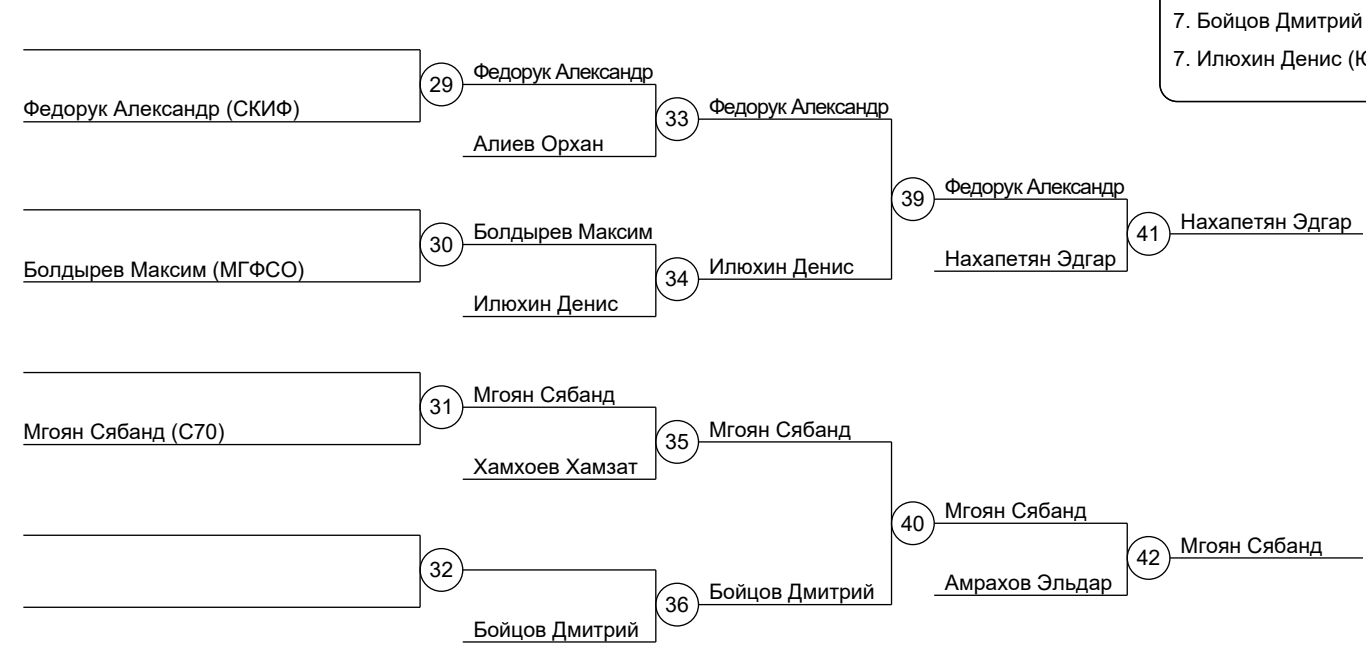 7. Бойцов Дмитрий
7. Илюхин Денис (
29
Федорук Александр
Федорук Александр (СКИФ)
33
Федорук Александр
Алиев Орхан
39
Федорук Александр
30
Болдырев Максим
41
Нахапетян Эдгар
Болдырев Максим (МГФСО)
34
Илюхин Денис
Нахапетян Эдгар
Илюхин Денис
31
Мгоян Сябанд
Мгоян Сябанд (С70)
35
Мгоян Сябанд
Хамхоев Хамзат
40
Мгоян Сябанд
32
42
Мгоян Сябанд
36
Бойцов Дмитрий
Амрахов Эльдар
Бойцов Дмитрий